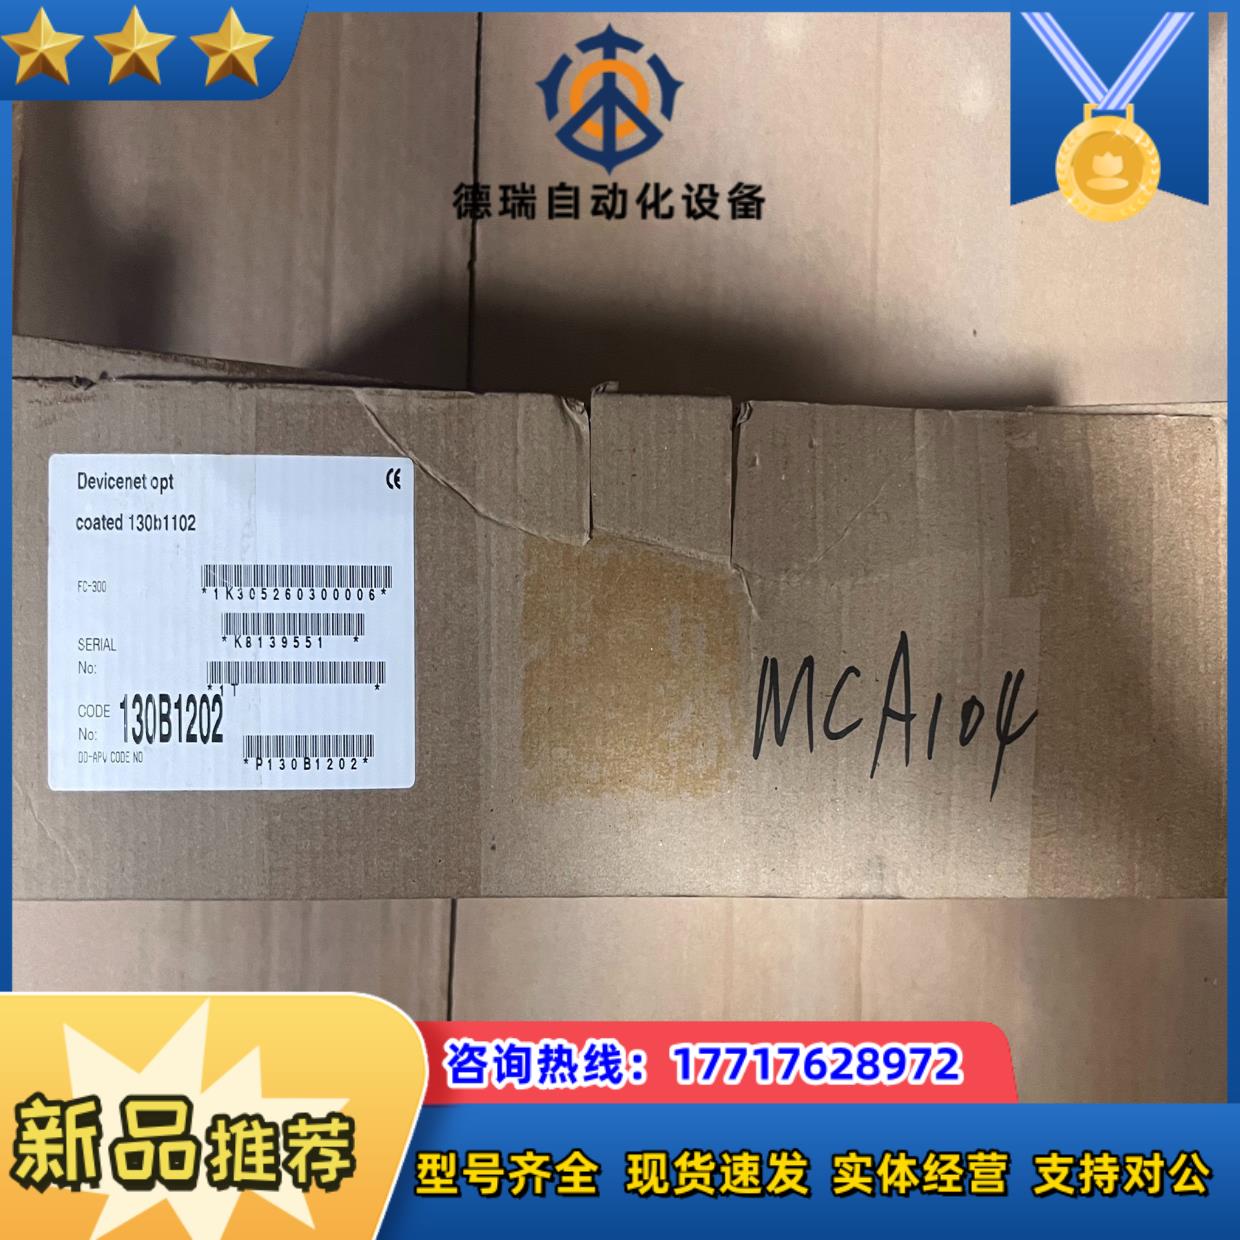 德瑞自动化设备
Devicenet opt
CE
coated 130b1102
FC-300
*1K305260300006*
SERIAL
*K8139551 *
No:
*1T *
CODE
No:
130B1202
DD-APV CODE NO
*P130B1202*
MCA104
咨询热线：17717628972
新品推荐
型号齐全 现货速发 实体经营 支持对公